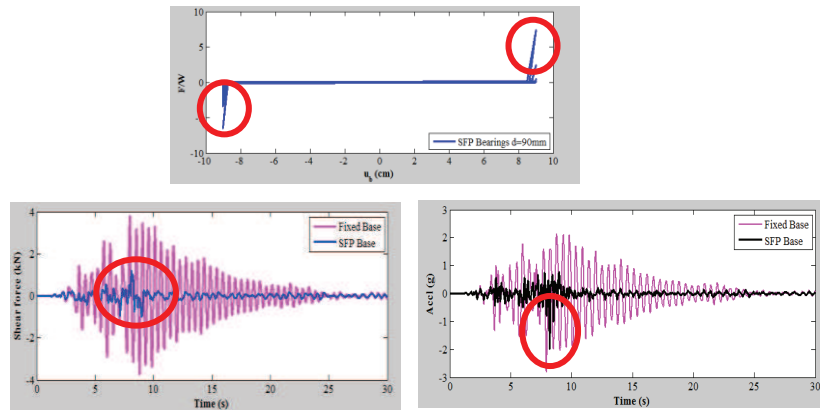 10
5
0
-5
-10
F/W
-10 -8 -6 -4 -2 0 2 4 6 8 10
u_b (cm)
SFP Bearings d=90mm
4
2
0
-2
-4
Shear force (kN)
0 5 10 15 20 25 30
Time (s)
Fixed Base
SFP Base
3
2
1
0
-1
-2
-3
Accl (g)
0 5 10 15 20 25 30
Time (s)
Fixed Base
SFP Base